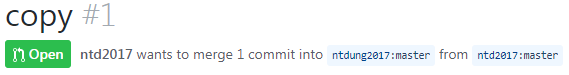 copy #1
Open ntd2017 wants to merge 1 commit into ntdung2017:master from ntd2017:master